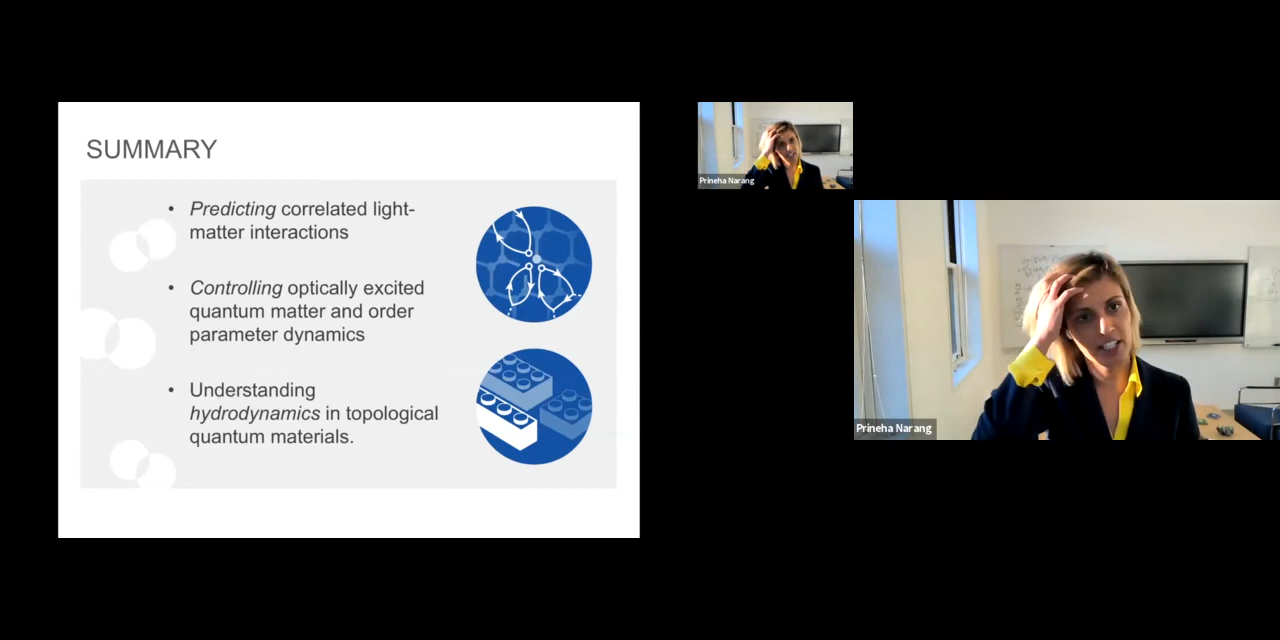 SUMMARY
• Predicting correlated light-
matter interactions
• Controlling optically excited
quantum matter and order
parameter dynamics
• Understanding
hydrodynamics in topological
quantum materials.
Prineha Narang
Prineha Narang